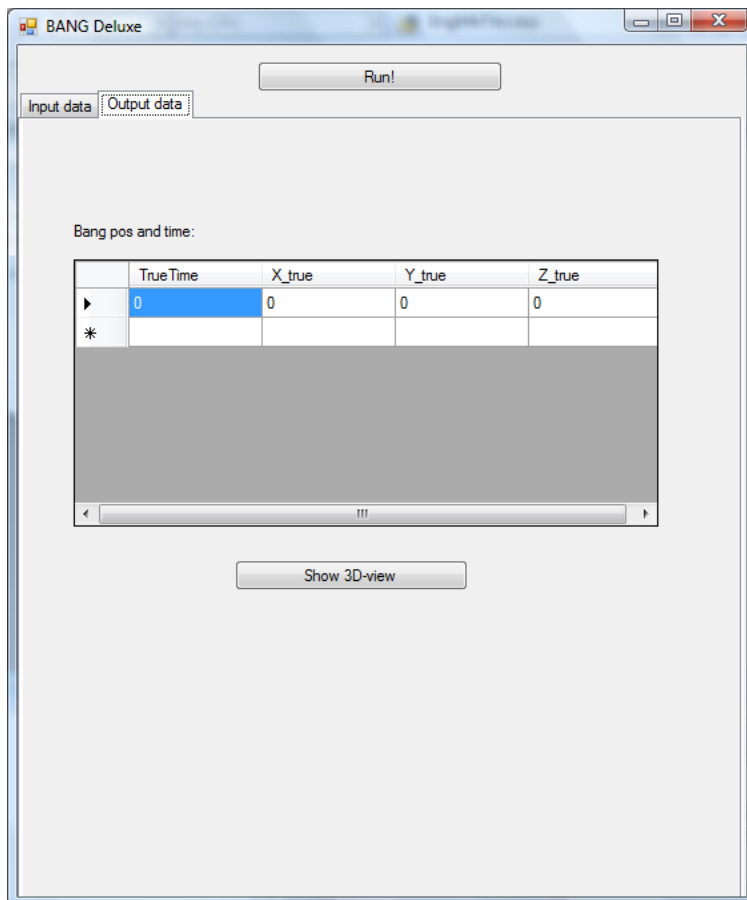 BANG Deluxe
Run!
Input data Output data
Bang pos and time:
TrueTime X_true Y_true Z_true
0 0 0 0
Show 3D-view